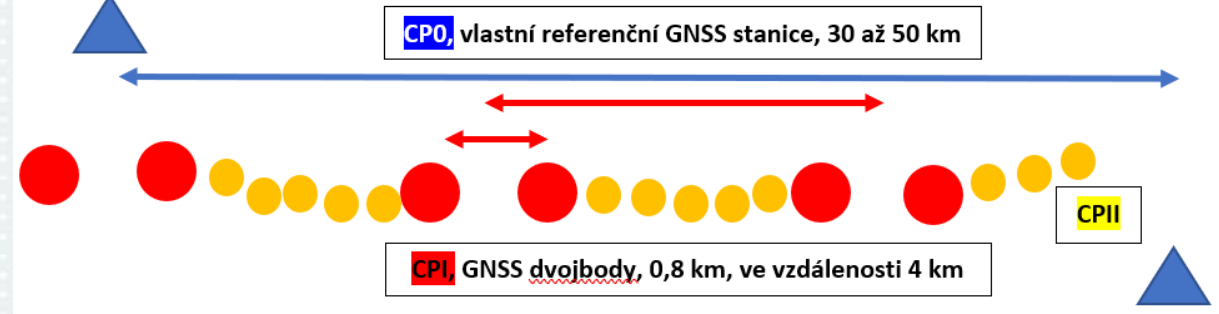 CP0, vlastní referenční GNSS stanice, 30 až 50 km
CPII
CPI, GNSS dvojbody, 0,8 km, ve vzdálenosti 4 km